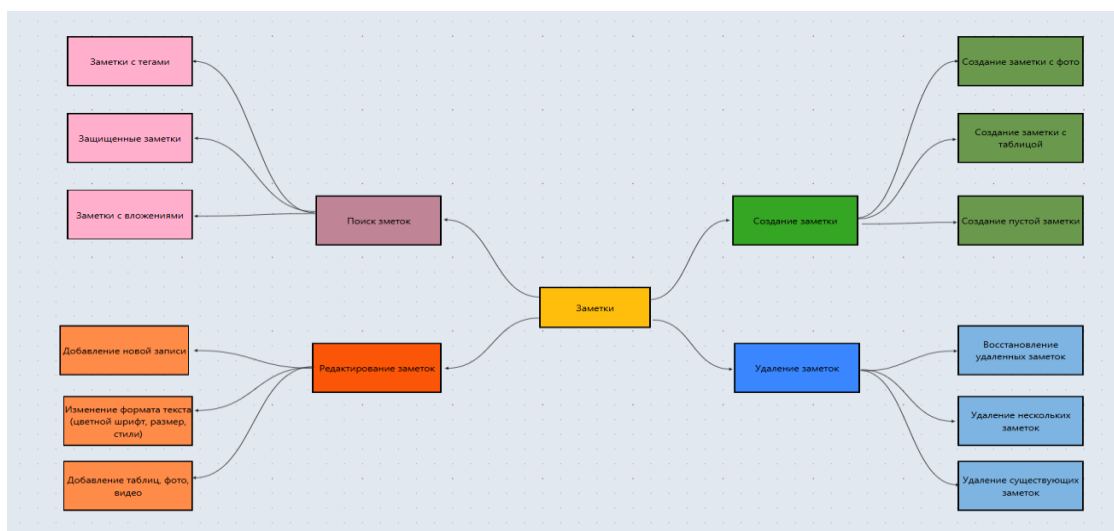 Заметки с тегами
Защищенные заметки
Заметки с вложениями
Поиск зметок
Создание заметки
Создание заметки с фото
Создание заметки с
таблицой
Создание пустой заметки
Заметки
Добавление новой записи
Изменение формата текста
(цветной шрифт, размер,
стили)
Добавление таблиц, фото,
видео
Редактирование заметок
Удаление заметок
Восстановление
удаленных заметок
Удаление нескольких
заметок
Удаление существующих
заметок